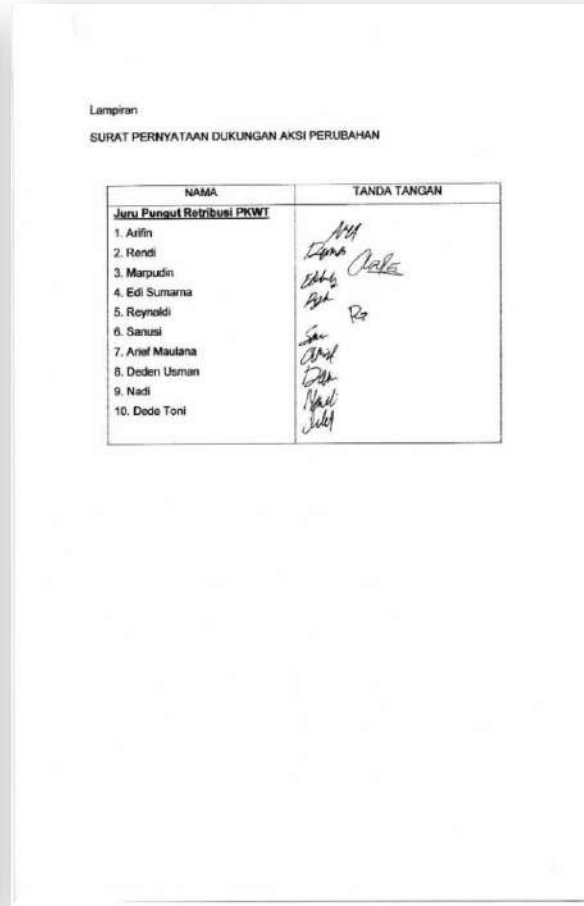 Lampiran
SURAT PERNYATAAN DUKUNGAN AKSI PERUBAHAN
NAMA TANDA TANGAN
Juru Pungut Retribusi PKWT
1. Arifin
2. Rendi
3. Marpudin
4. Edi Sumarna
5. Reynaldi
6. Sanusi
7. Arief Maulana
8. Deden Usman
9. Nadi
10. Dede Toni